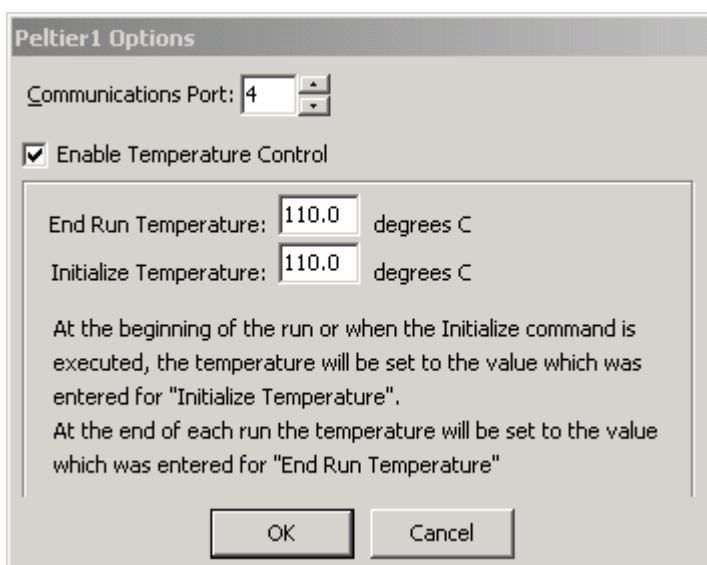 Peltier1 Options
Communications Port: 4
Enable Temperature Control
End Run Temperature: 110.0 degrees C
Initialize Temperature: 110.0 degrees C
At the beginning of the run or when the Initialize command is
executed, the temperature will be set to the value which was
entered for "Initialize Temperature".
At the end of each run the temperature will be set to the value
which was entered for "End Run Temperature"
OK Cancel